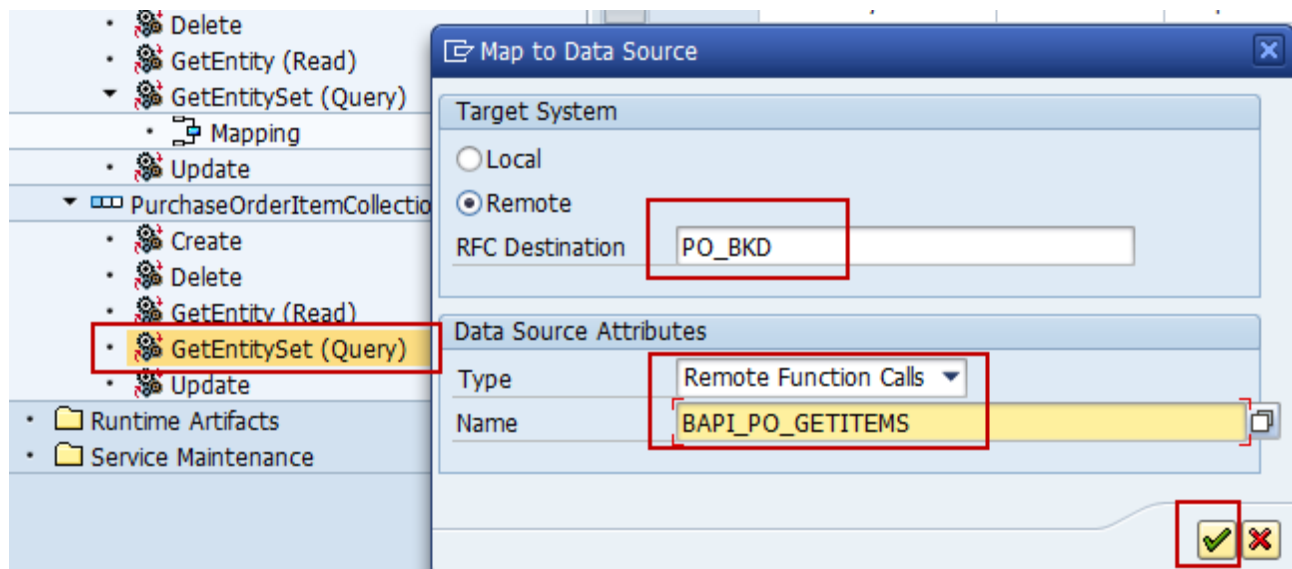 Delete
GetEntity (Read)
GetEntitySet (Query)
Mapping
Update
PurchaseOrderItemCollectio
Create
Delete
GetEntity (Read)
GetEntitySet (Query)
Update
Runtime Artifacts
Service Maintenance
Map to Data Source
Target System
Local
Remote
RFC Destination PO_BKD
Data Source Attributes
Type Remote Function Calls
Name BAPI_PO_GETITEMS